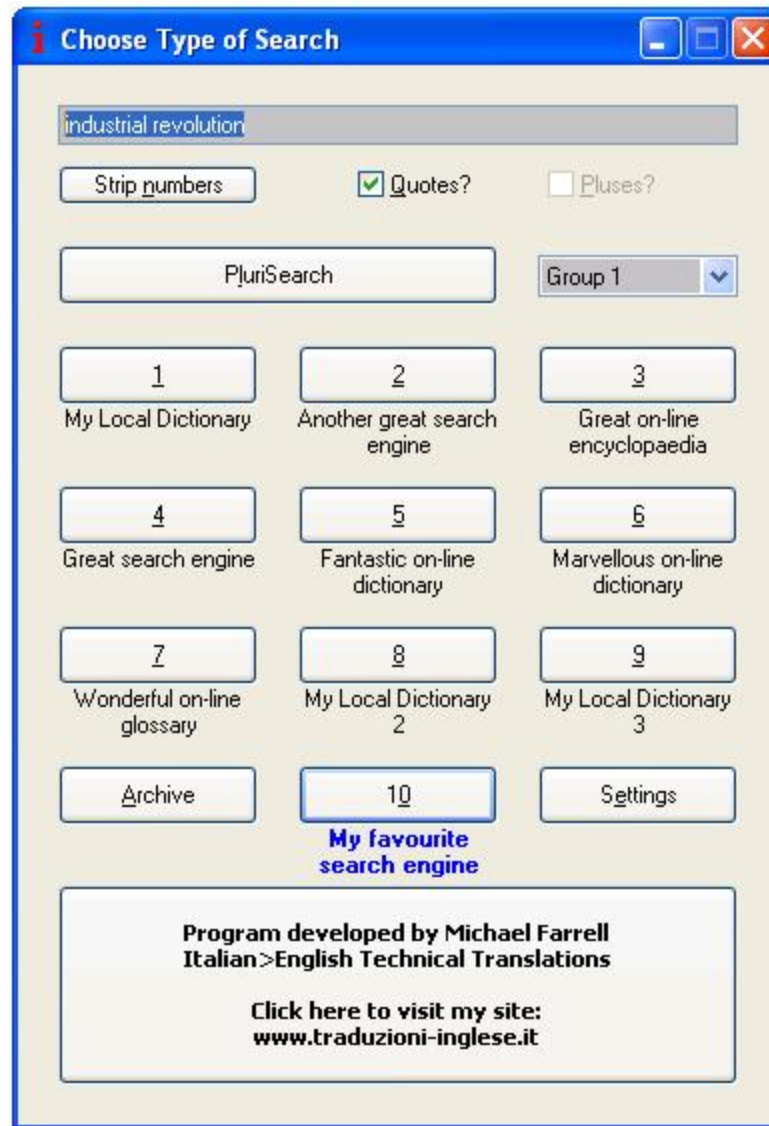 i Choose Type of Search
industrial revolution
Strip numbers Quotes? Pluses?
PluriSearch Group 1
1 2 3
My Local Dictionary Another great search engine Great on-line encyclopaedia
4 5 6
Great search engine Fantastic on-line dictionary Marvellous on-line dictionary
7 8 9
Wonderful on-line glossary My Local Dictionary 2 My Local Dictionary 3
Archive 10 Settings
My favourite
search engine
Program developed by Michael Farrell
Italian>English Technical Translations
Click here to visit my site:
www.traduzioni-inglese.it